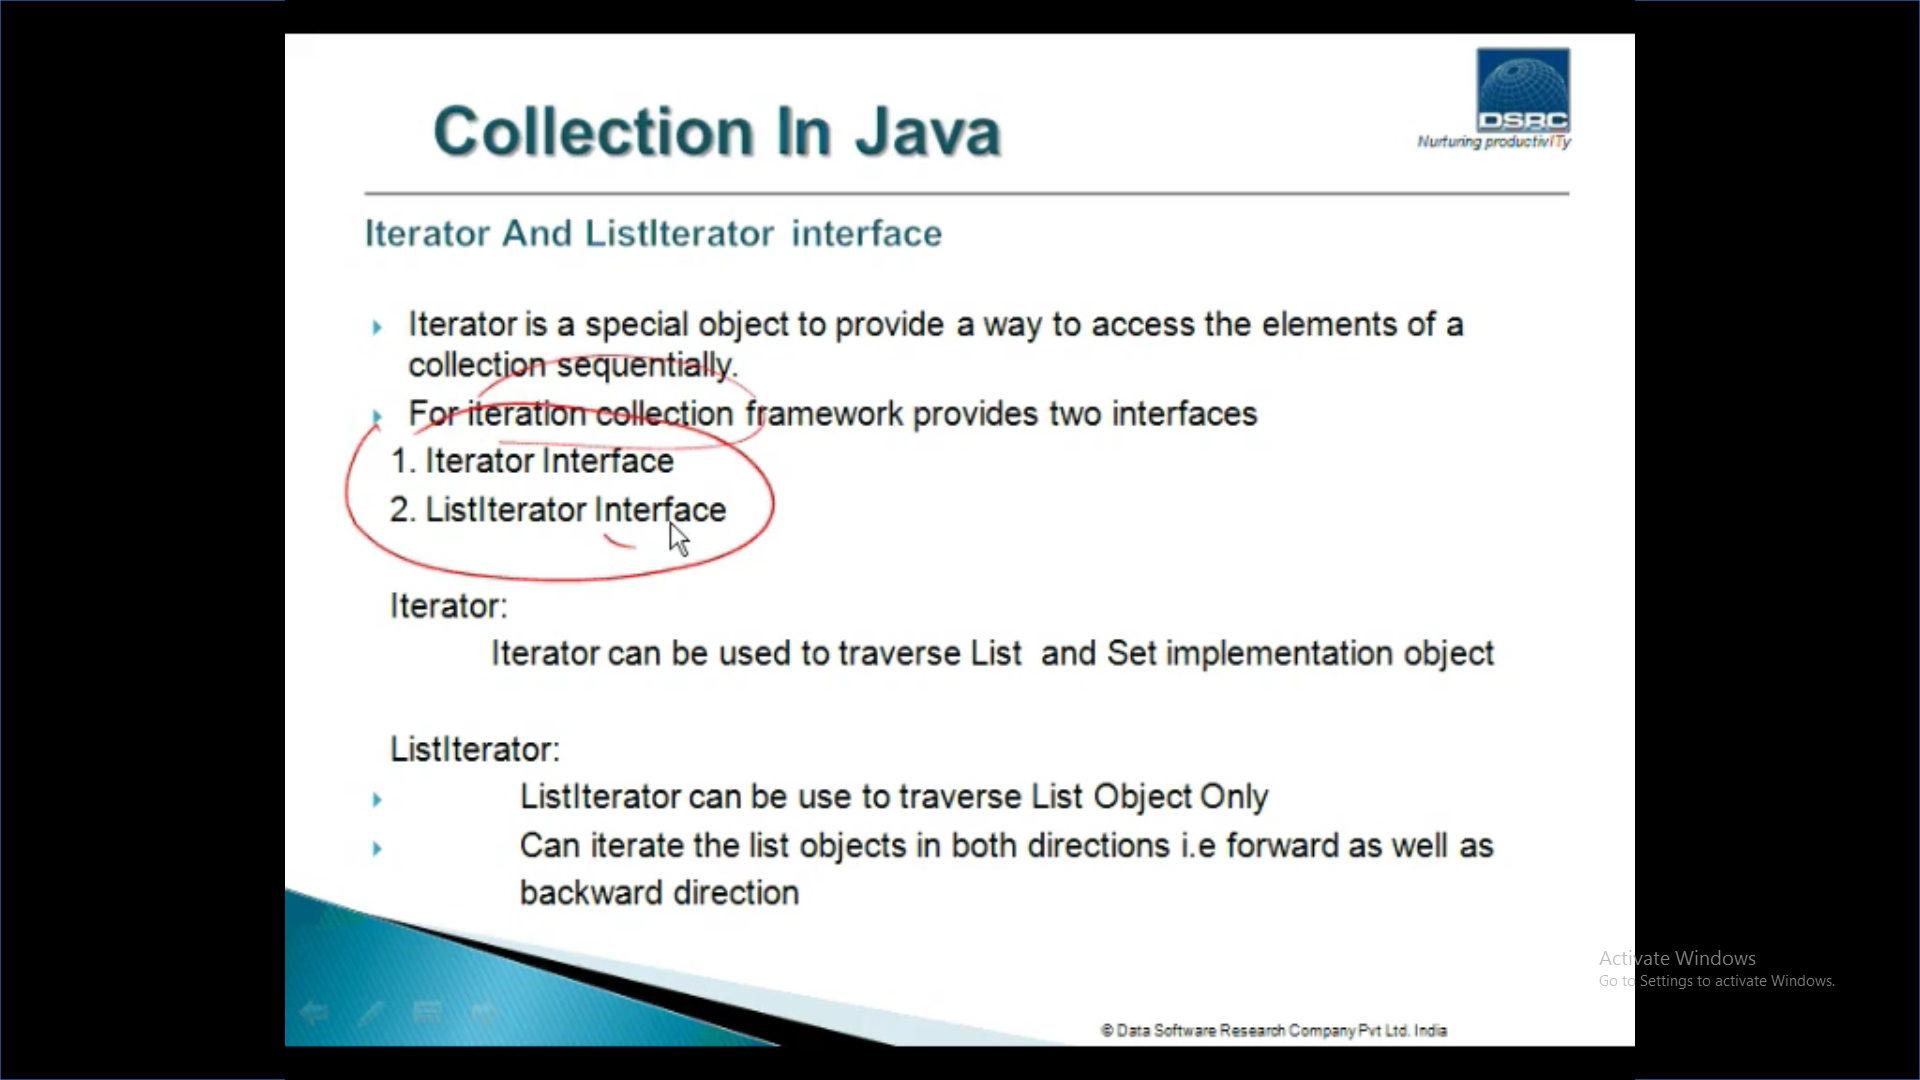 DSRC
Nurturing productivITy
Collection In Java
Iterator And ListIterator interface
Iterator is a special object to provide a way to access the elements of a
collection sequentially.
For iteration collection framework provides two interfaces
1. Iterator Interface
2. ListIterator Interface
Iterator:
Iterator can be used to traverse List and Set implementation object
ListIterator:
ListIterator can be use to traverse List Object Only
Can iterate the list objects in both directions i.e forward as well as
backward direction
Activate Windows
Go to Settings to activate Windows.
© Data Software Research Company Pvt Ltd. India